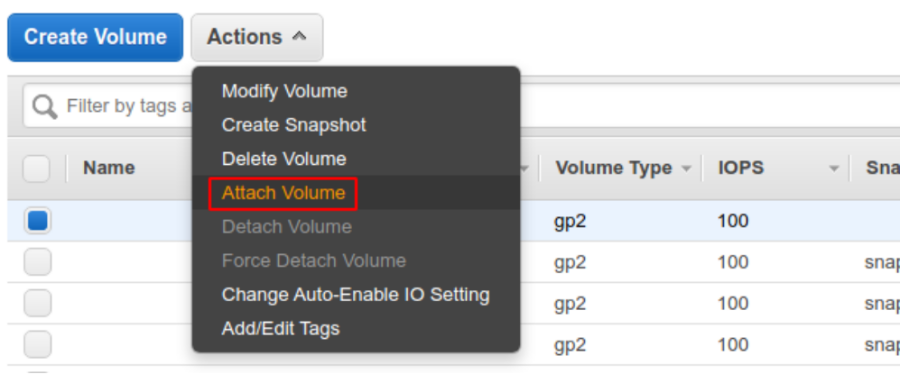 Create Volume Actions
Filter by tags a
Modify Volume
Create Snapshot
Delete Volume
Attach Volume
Detach Volume
Force Detach Volume
Change Auto-Enable IO Setting
Add/Edit Tags
Name Volume Type IOPS Sna
gp2 100
gp2 100 snap
gp2 100 snap
gp2 100 snap